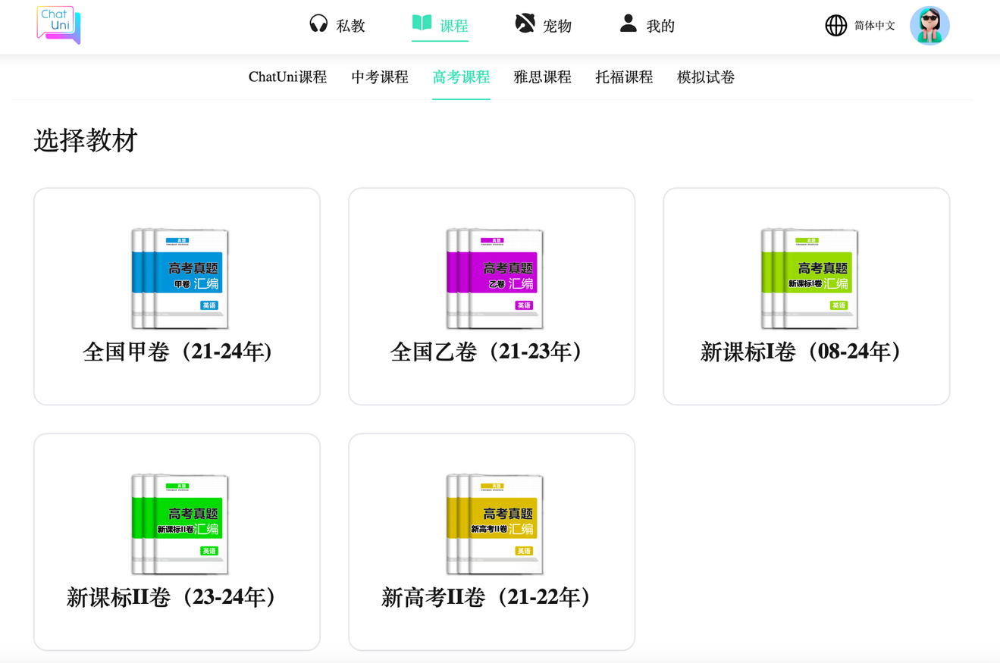 Chat
Uni
私教
课程
宠物
我的
简体中文
ChatUni课程
中考课程
高考课程
雅思课程
托福课程
模拟试卷
选择教材
真题
高考真题
甲卷 汇编
英语
全国甲卷（21-24年)
真题
高考真题
乙卷 汇编
英语
全国乙卷（21-23年）
真题
高考真题
新课标I卷 汇编
英语
新课标I卷（08-24年）
真题
高考真题
新课标II卷 汇编
英语
新课标II卷（23-24年）
真题
高考真题
新高考II卷 汇编
英语
新高考II卷（21-22年）